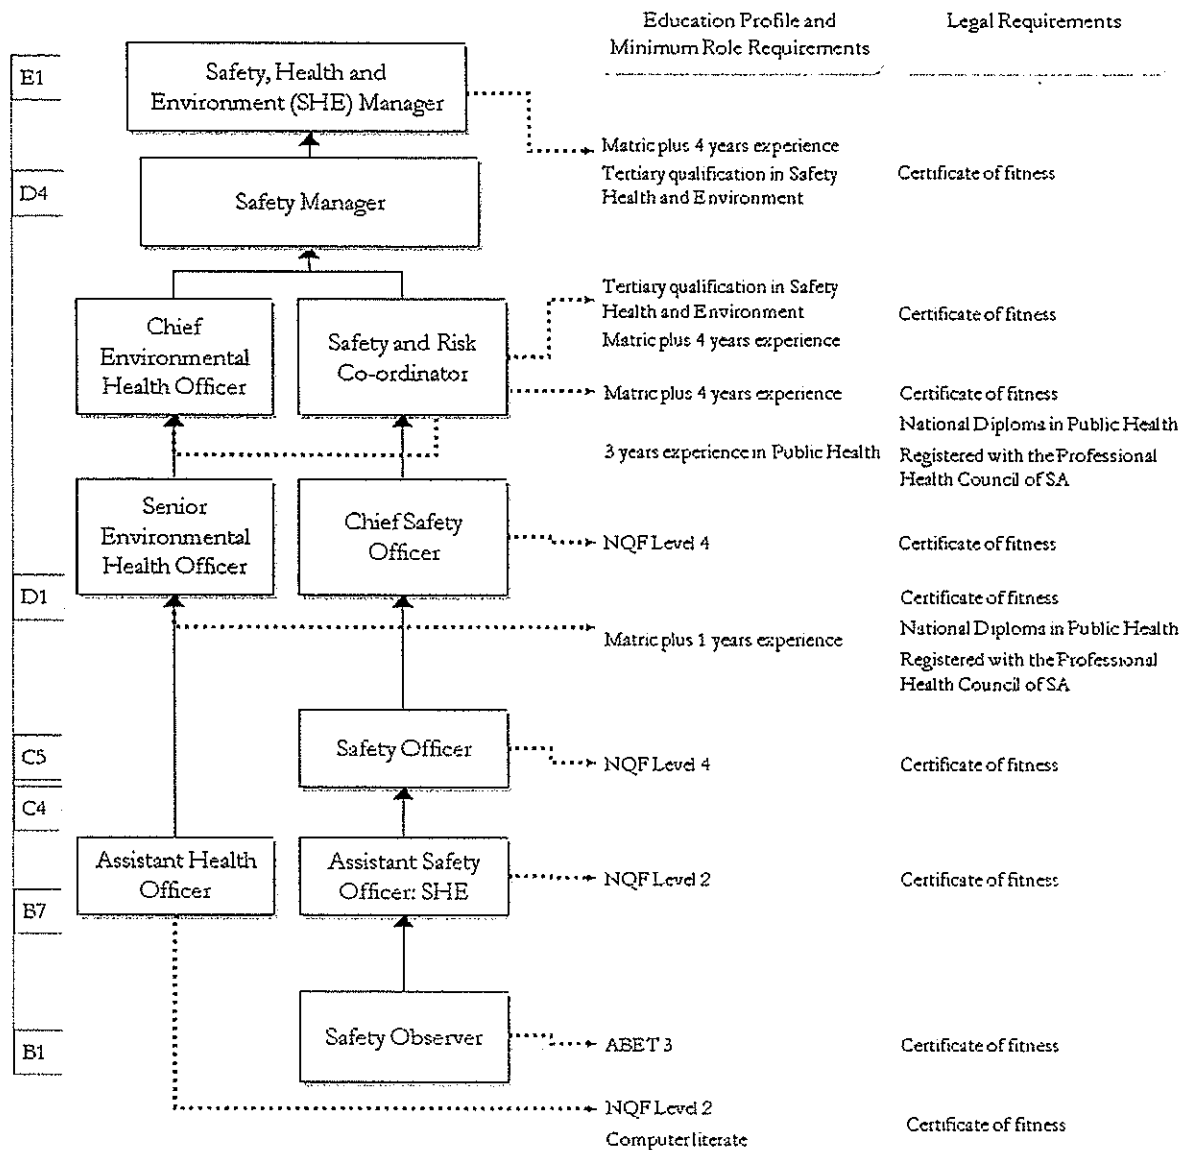 Education Profile and
Minimum Role Requirements
Legal Requirements
E1
Safety, Health and
Environment (SHE) Manager
Matric plus 4 years experience
Tertiary qualification in Safety
Health and Environment
Certificate of fitness
D4
Safety Manager
Tertiary qualification in Safety
Health and Environment
Matric plus 4 years experience
Certificate of fitness
Chief
Environmental
Health Officer
Safety and Risk
Co-ordinator
Matric plus 4 years experience
Certificate of fitness
National Diploma in Public Health
3 years experience in Public Health
Registered with the Professional
Health Council of SA
Senior
Environmental
Health Officer
Chief Safety
Officer
NQF Level 4
Certificate of fitness
D1
Certificate of fitness
National Diploma in Public Health
Matric plus 1 years experience
Registered with the Professional
Health Council of SA
C5
Safety Officer
NQF Level 4
Certificate of fitness
C4
Assistant Health
Officer
Assistant Safety
Officer: SHE
NQF Level 2
Certificate of fitness
B7
Safety Observer
B1
ABET 3
Certificate of fitness
NQF Level 2
Computer literate
Certificate of fitness